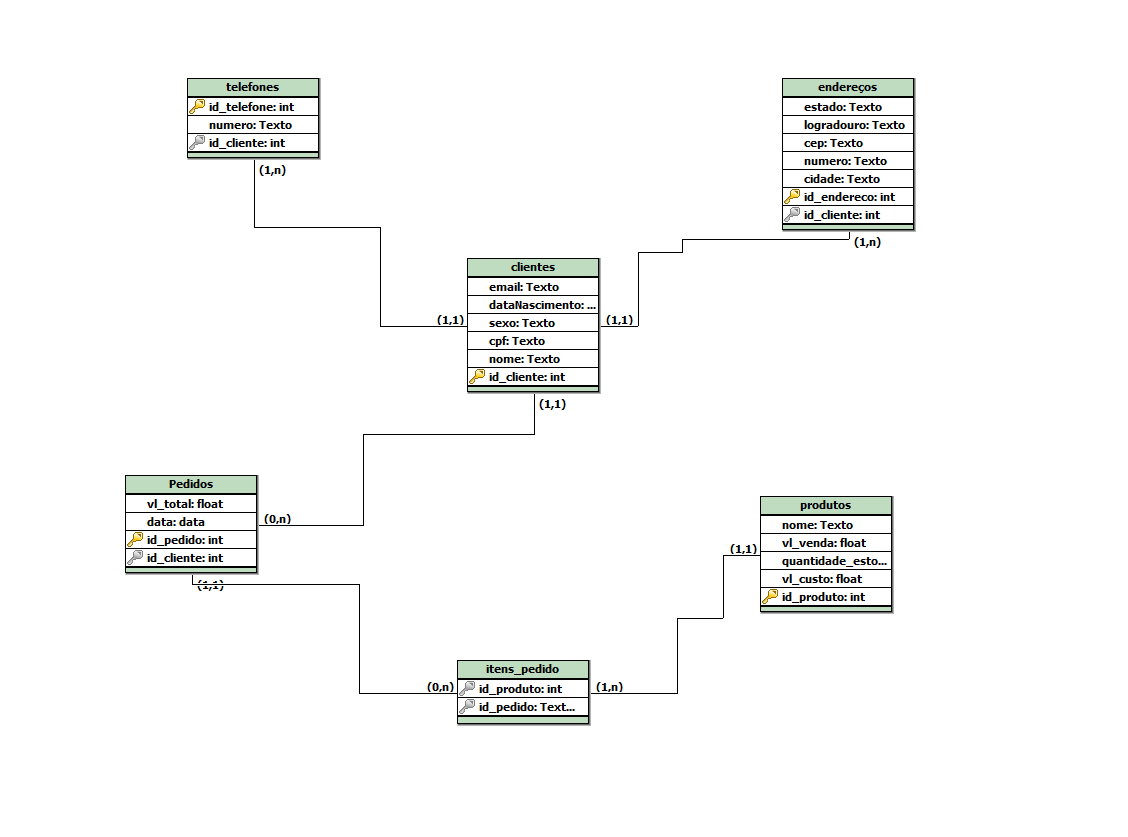 telefones
id_telefone: int
numero: Texto
id_cliente: int
(1,n)
endereços
estado: Texto
logradouro: Texto
cep: Texto
numero: Texto
cidade: Texto
id_endereco: int
id_cliente: int
(1,n)
clientes
email: Texto
dataNascimento: ...
sexo: Texto
cpf: Texto
nome: Texto
id_cliente: int
(1,1)
(1,1)
(1,1)
Pedidos
vl_total: float
data: data
id_pedido: int
id_cliente: int
(0,n)
(1,1)
produtos
nome: Texto
vl_venda: float
quantidade_esto...
vl_custo: float
id_produto: int
(1,1)
itens_pedido
id_produto: int
id_pedido: Text...
(0,n)
(1,n)